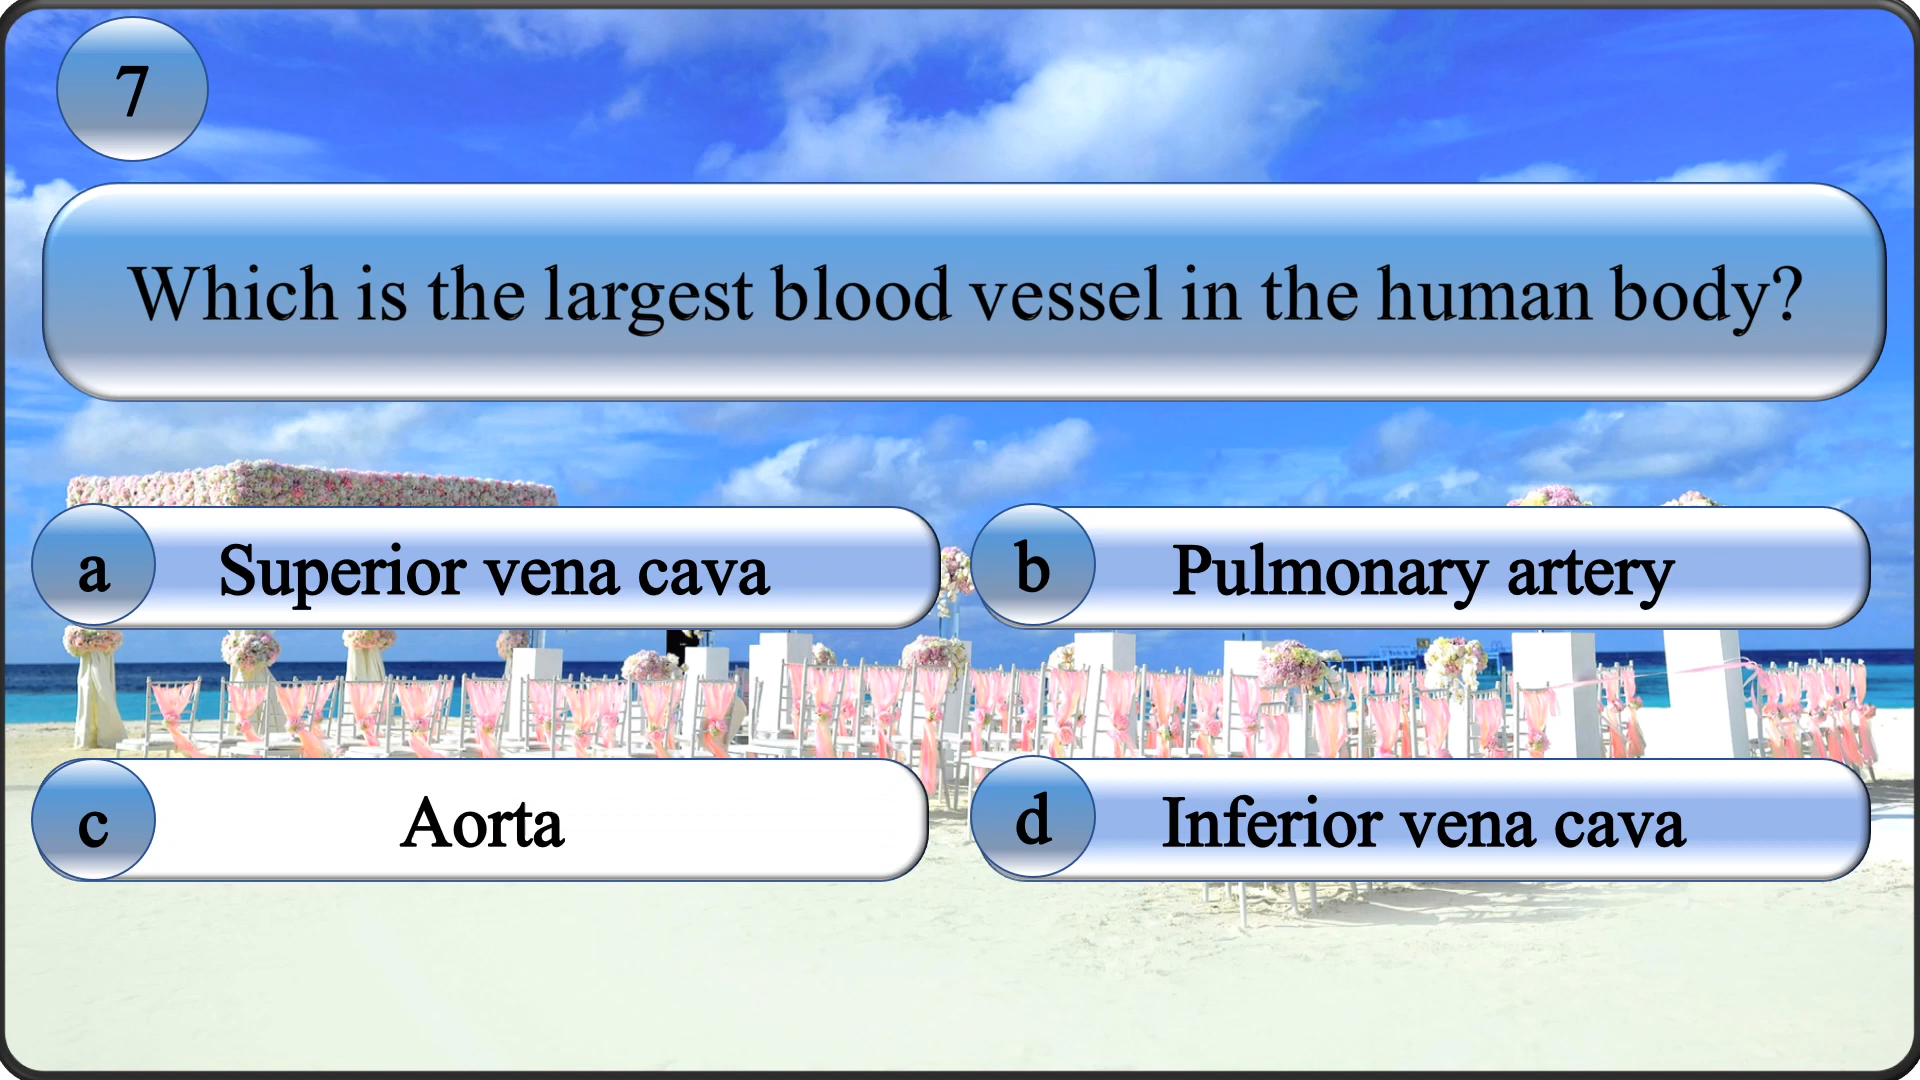 7
Which is the largest blood vessel in the human body?
a Superior vena cava
b Pulmonary artery
c Aorta
d Inferior vena cava